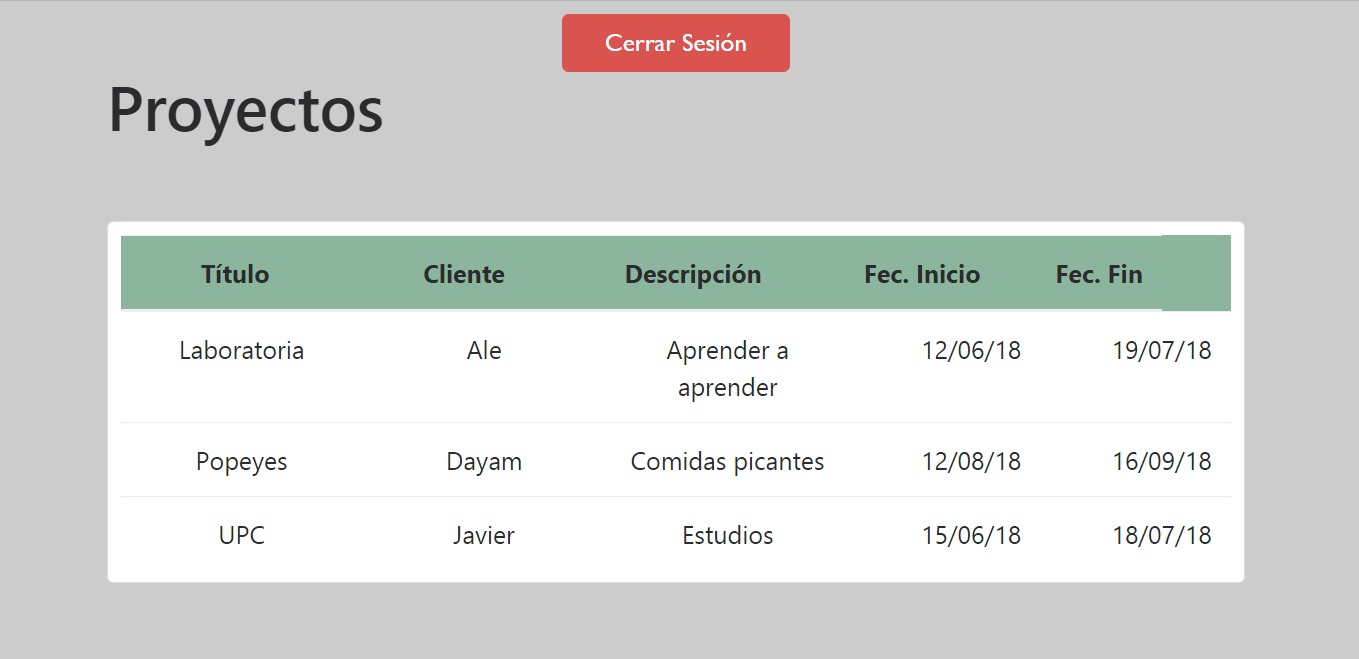 Cerrar Sesión
Proyectos
Título Cliente Descripción Fec. Inicio Fec. Fin
Laboratoria Ale Aprender a 12/06/18 19/07/18
aprender
Popeyes Dayam Comidas picantes 12/08/18 16/09/18
UPC Javier Estudios 15/06/18 18/07/18